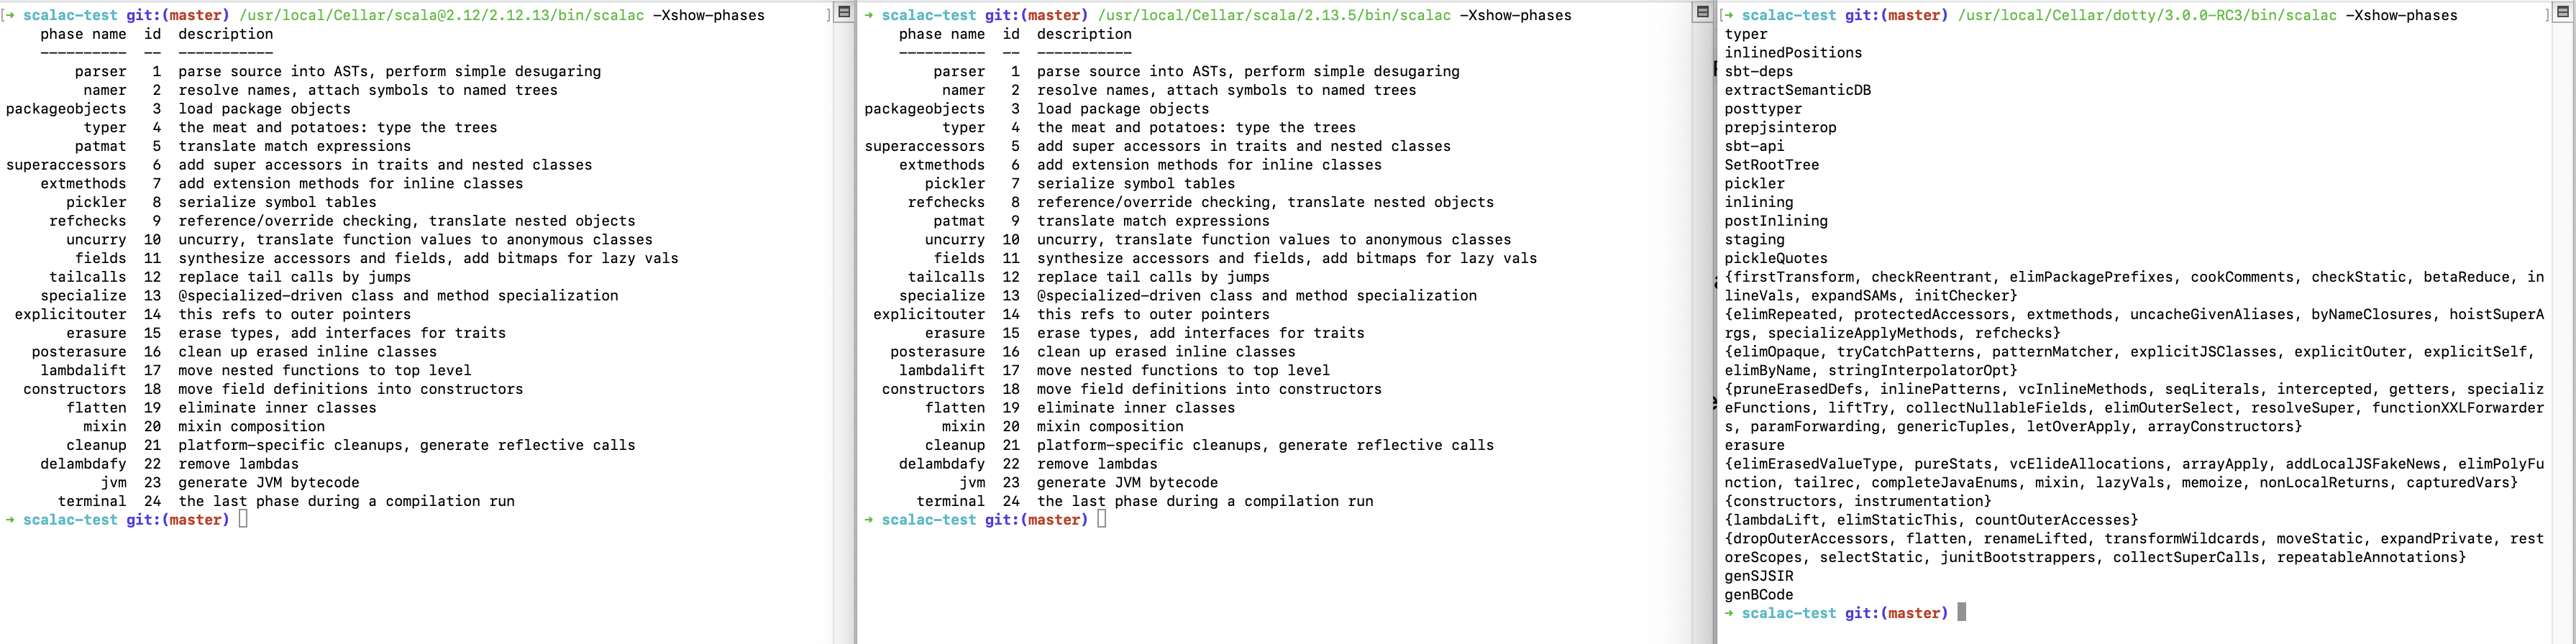 [➜ scalac-test git:(master) /usr/local/Cellar/scala@2.12/2.12.13/bin/scalac -Xshow-phases ]
phase name id description
---------- -- -----------
parser 1 parse source into ASTs, perform simple desugaring
namer 2 resolve names, attach symbols to named trees
packageobjects 3 load package objects
typer 4 the meat and potatoes: type the trees
patmat 5 translate match expressions
superaccessors 6 add super accessors in traits and nested classes
extmethods 7 add extension methods for inline classes
pickler 8 serialize symbol tables
refchecks 9 reference/override checking, translate nested objects
uncurry 10 uncurry, translate function values to anonymous classes
fields 11 synthesize accessors and fields, add bitmaps for lazy vals
tailcalls 12 replace tail calls by jumps
specialize 13 @specialized-driven class and method specialization
explicitouter 14 this refs to outer pointers
erasure 15 erase types, add interfaces for traits
posterasure 16 clean up erased inline classes
lambdalift 17 move nested functions to top level
constructors 18 move field definitions into constructors
flatten 19 eliminate inner classes
mixin 20 mixin composition
cleanup 21 platform-specific cleanups, generate reflective calls
delambdafy 22 remove lambdas
jvm 23 generate JVM bytecode
terminal 24 the last phase during a compilation run
➜ scalac-test git:(master)
➜ scalac-test git:(master) /usr/local/Cellar/scala/2.13.5/bin/scalac -Xshow-phases
phase name id description
---------- -- -----------
parser 1 parse source into ASTs, perform simple desugaring
namer 2 resolve names, attach symbols to named trees
packageobjects 3 load package objects
typer 4 the meat and potatoes: type the trees
superaccessors 5 add super accessors in traits and nested classes
extmethods 6 add extension methods for inline classes
pickler 7 serialize symbol tables
refchecks 8 reference/override checking, translate nested objects
patmat 9 translate match expressions
uncurry 10 uncurry, translate function values to anonymous classes
fields 11 synthesize accessors and fields, add bitmaps for lazy vals
tailcalls 12 replace tail calls by jumps
specialize 13 @specialized-driven class and method specialization
explicitouter 14 this refs to outer pointers
erasure 15 erase types, add interfaces for traits
posterasure 16 clean up erased inline classes
lambdalift 17 move nested functions to top level
constructors 18 move field definitions into constructors
flatten 19 eliminate inner classes
mixin 20 mixin composition
cleanup 21 platform-specific cleanups, generate reflective calls
delambdafy 22 remove lambdas
jvm 23 generate JVM bytecode
terminal 24 the last phase during a compilation run
➜ scalac-test git:(master)
[➜ scalac-test git:(master) /usr/local/Cellar/dotty/3.0.0-RC3/bin/scalac -Xshow-phases ]
typer
inlinedPositions
sbt-deps
extractSemanticDB
posttyper
prepjsinterop
sbt-api
SetRootTree
pickler
inlining
postInlining
staging
pickleQuotes
{firstTransform, checkReentrant, elimPackagePrefixes, cookComments, checkStatic, betaReduce, in
lineVals, expandSAMs, initChecker}
{elimRepeated, protectedAccessors, extmethods, uncacheGivenAliases, byNameClosures, hoistSuperA
rgs, specializeApplyMethods, refchecks}
{elimOpaque, tryCatchPatterns, patternMatcher, explicitJSClasses, explicitOuter, explicitSelf,
elimByName, stringInterpolatorOpt}
{pruneErasedDefs, inlinePatterns, vcInlineMethods, seqLiterals, intercepted, getters, specializ
eFunctions, liftTry, collectNullableFields, elimOuterSelect, resolveSuper, functionXXLForwarder
s, paramForwarding, genericTuples, letOverApply, arrayConstructors}
erasure
{elimErasedValueType, pureStats, vcElideAllocations, arrayApply, addLocalJSFakeNews, elimPolyFu
nction, tailrec, completeJavaEnums, mixin, lazyVals, memoize, nonLocalReturns, capturedVars}
{constructors, instrumentation}
{lambdaLift, elimStaticThis, countOuterAccesses}
{dropOuterAccessors, flatten, renameLifted, transformWildcards, moveStatic, expandPrivate, rest
oreScopes, selectStatic, junitBootstrappers, collectSuperCalls, repeatableAnnotations}
genSJSIR
genBCode
➜ scalac-test git:(master)